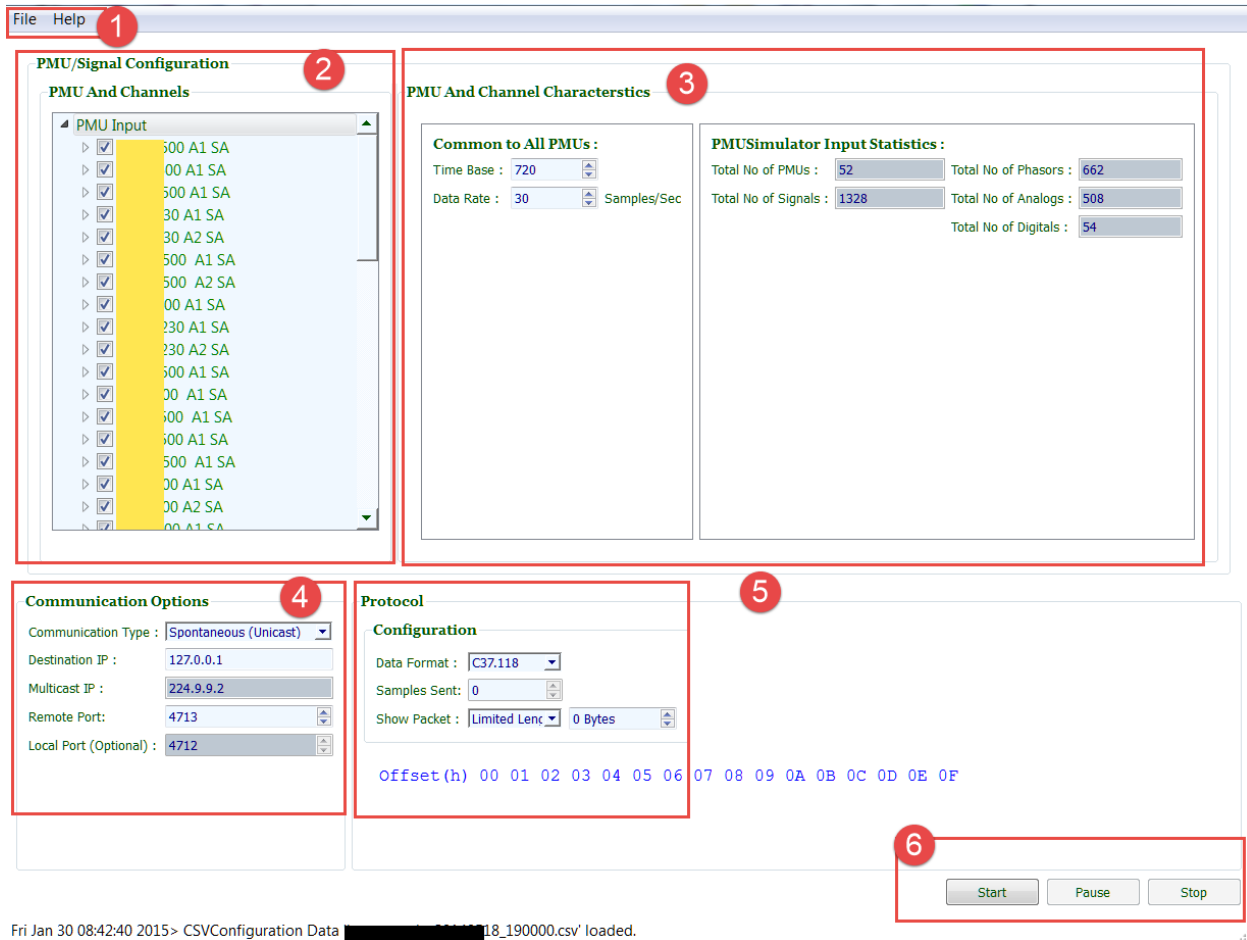 File Help
1
PMU/Signal Configuration
2
PMU And Channels
PMU Input
500 A1 SA
00 A1 SA
500 A1 SA
30 A1 SA
30 A2 SA
500 A1 SA
500 A2 SA
00 A1 SA
230 A1 SA
230 A2 SA
500 A1 SA
00 A1 SA
500 A1 SA
500 A1 SA
500 A1 SA
00 A1 SA
00 A2 SA
00 A1 SA
PMU And Channel Characterstics
3
Common to All PMUs :
Time Base : 720
Data Rate : 30 Samples/Sec
PMUSimulator Input Statistics :
Total No of PMUs : 52 Total No of Phasors : 662
Total No of Signals : 1328 Total No of Analogs : 508
Total No of Digitals : 54
Communication Options
4
Communication Type : Spontaneous (Unicast)
Destination IP : 127.0.0.1
Multicast IP : 224.9.9.2
Remote Port: 4713
Local Port (Optional) : 4712
Protocol
5
Configuration
Data Format : C37.118
Samples Sent: 0
Show Packet : Limited Leng 0 Bytes
Offset(h) 00 01 02 03 04 05 06 07 08 09 0A 0B 0C 0D 0E 0F
6
Start Pause Stop
Fri Jan 30 08:42:40 2015> CSVConfiguration Data 18_190000.csv' loaded.